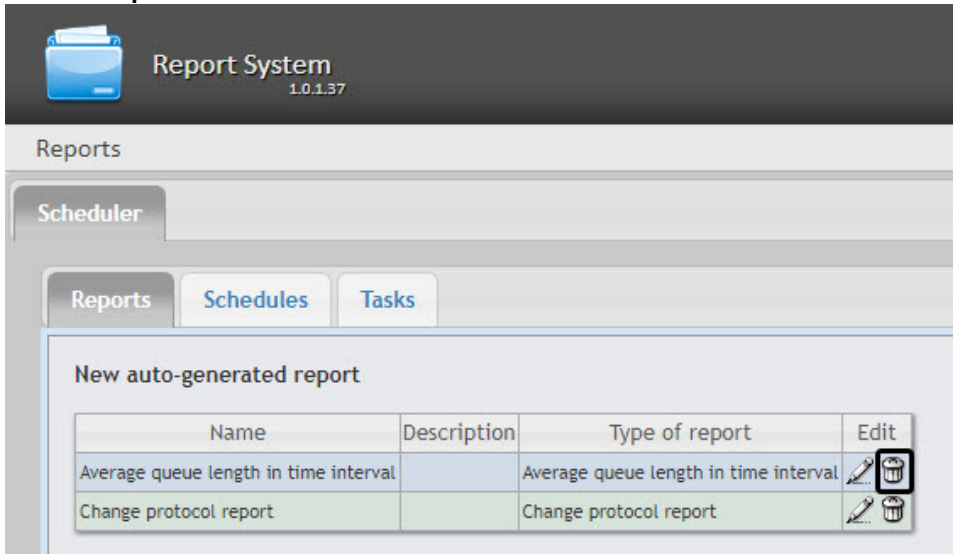 Report System
1.0.1.37
Reports
Scheduler
Reports Schedules Tasks
New auto-generated report
Name Description Type of report Edit
Average queue length in time interval Average queue length in time interval
Change protocol report Change protocol report